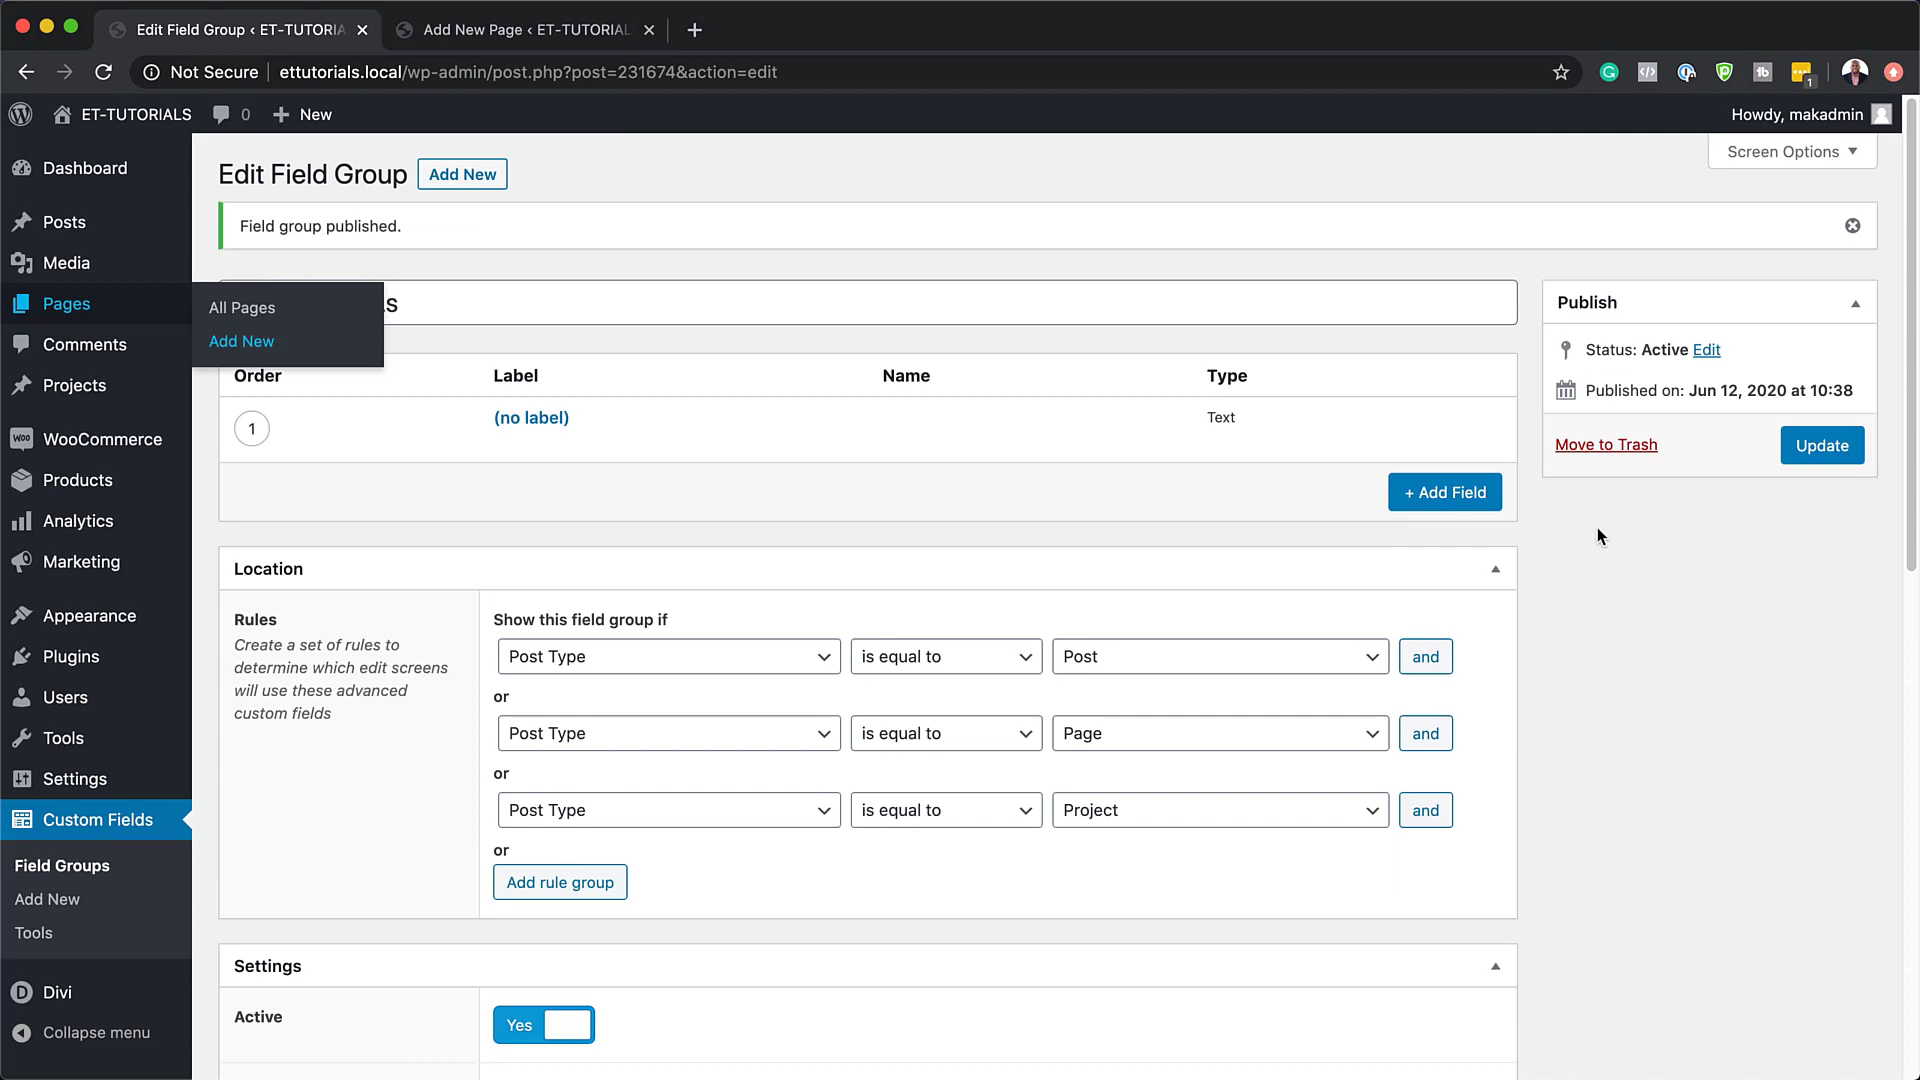 Edit Field Group ‹ ET-TUTORIA
Add New Page ‹ ET-TUTORIAL
Not Secure
ettutorials.local/wp-admin/post.php?post=231674&action=edit
1
ET-TUTORIALS
0
New
Howdy, makadmin
Screen Options
Dashboard
Posts
Media
Pages
All Pages
Add New
Comments
Projects
WooCommerce
Products
Analytics
Marketing
Appearance
Plugins
Users
Tools
Settings
Custom Fields
Field Groups
Add New
Tools
Divi
Collapse menu
Edit Field Group
Add New
Field group published.
Order
Label
Name
Type
1
(no label)
Text
+ Add Field
Publish
Status: Active Edit
Published on: Jun 12, 2020 at 10:38
Move to Trash
Update
Location
Rules
Create a set of rules to
determine which edit screens
will use these advanced
custom fields
Show this field group if
Post Type
is equal to
Post
and
or
Post Type
is equal to
Page
and
or
Post Type
is equal to
Project
and
or
Add rule group
Settings
Active
Yes